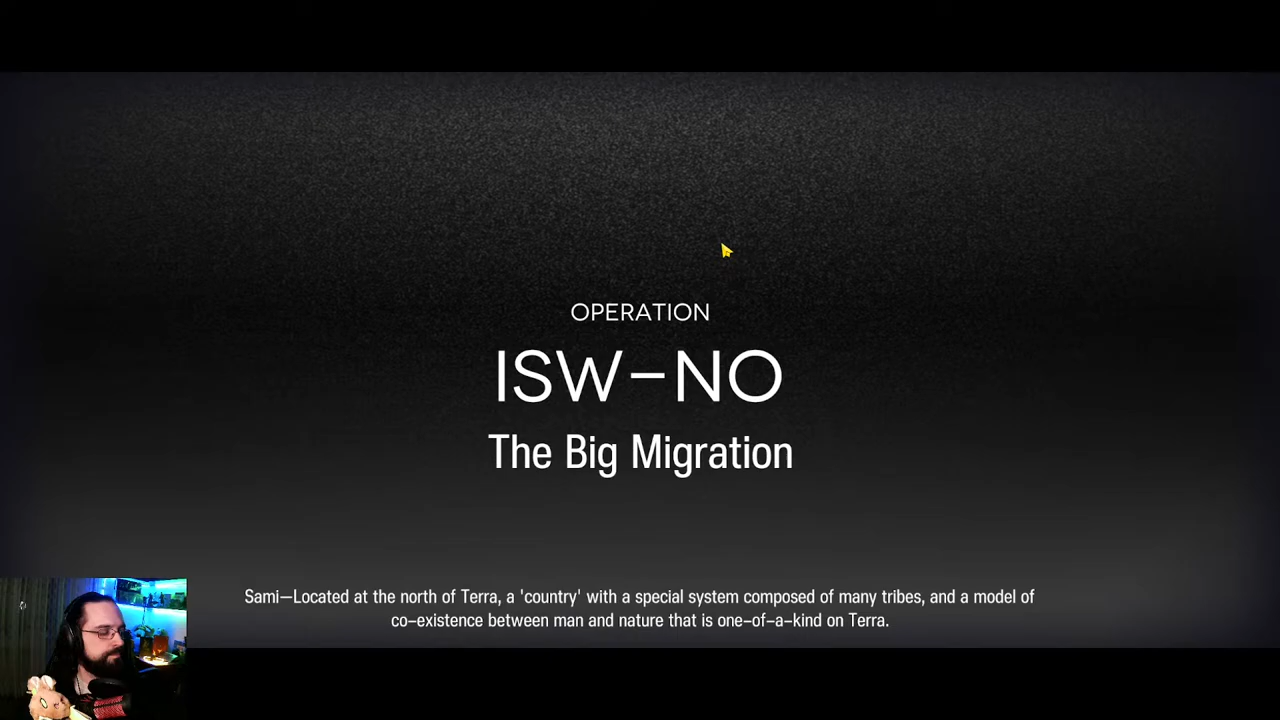 OPERATION
ISW-NO
The Big Migration
Sami—Located at the north of Terra, a 'country' with a special system composed of many tribes, and a model of
co-existence between man and nature that is one-of-a-kind on Terra.